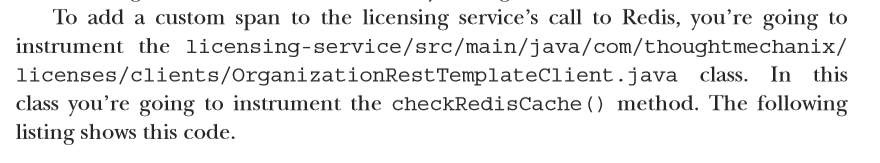 To add a custom span to the licensing service’s call to Redis, you’re going to
instrument the licensing-service/src/main/java/com/thoughtmechanix/
licenses/clients/OrganizationRestTemplateClient.java class. In this
class you’re going to instrument the checkRedisCache() method. The following
listing shows this code.